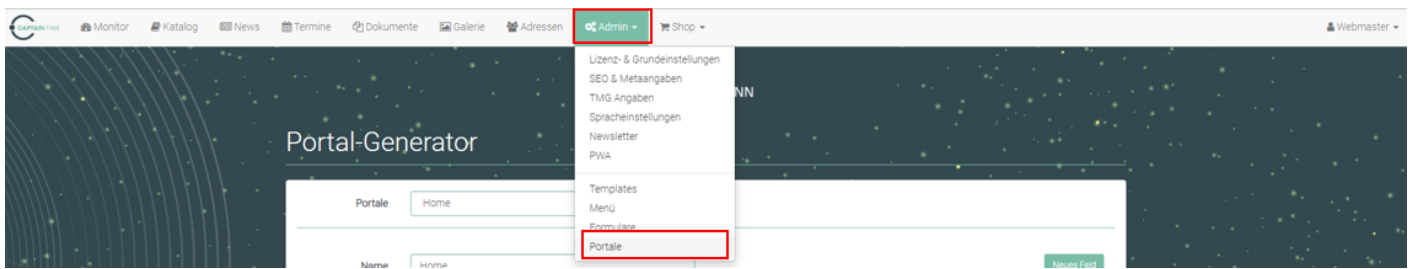 CAPTAIN FINN Monitor Katalog News Termine Dokumente Galerie Adressen Admin Shop Webmaster
Lizenz- & Grundeinstellungen
SEO & Metaangaben
NN
TMG Angaben
Spracheinstellungen
Newsletter
PWA
Portal-Generator
Templates
Menü
Formulare
Portale
Portale Home
Name Home Neues Feld